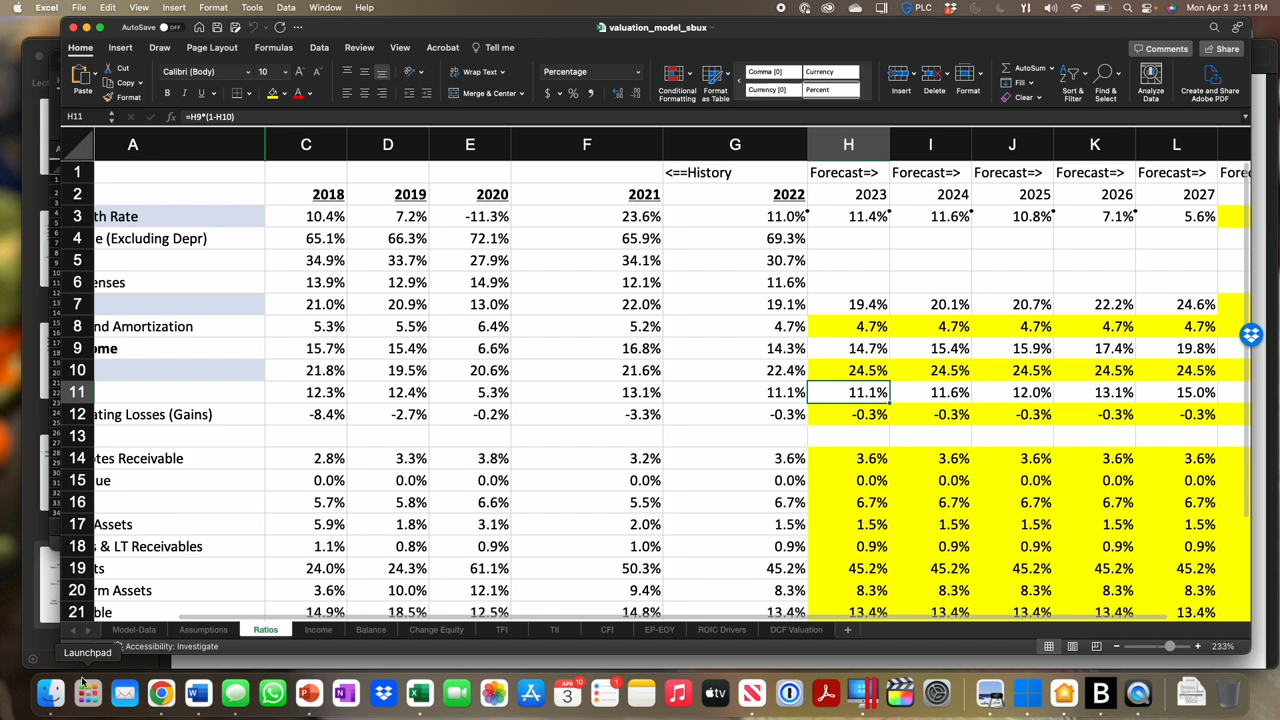 Excel File Edit View Insert Format Tools Data Window Help PLC Mon Apr 3 2:11 PM
AutoSave OFF valuation_model_sbux
Home Insert Draw Page Layout Formulas Data Review View Acrobat Tell me Comments Share
Paste Cut Copy Format Calibri (Body) 10 Wrap Text Merge & Center Percentage Conditional Formatting Format as Table Comma [0] Currency Currency [0] Percent Insert Delete Format AutoSum Fill Clear Sort & Filter Find & Select Analyze Data Create and Share Adobe PDF
H11 fx =H9*(1-H10)
A C D E F G H I J K L
1 <==History Forecast=> Forecast=> Forecast=> Forecast=> Forecast=>
2 2018 2019 2020 2021 2022 2023 2024 2025 2026 2027
3 th Rate 10.4% 7.2% -11.3% 23.6% 11.0% 11.4% 11.6% 10.8% 7.1% 5.6%
4 e (Excluding Depr) 65.1% 66.3% 72.1% 65.9% 69.3%
5 34.9% 33.7% 27.9% 34.1% 30.7%
6 enses 13.9% 12.9% 14.9% 12.1% 11.6%
7 21.0% 20.9% 13.0% 22.0% 19.1% 19.4% 20.1% 20.7% 22.2% 24.6%
8 nd Amortization 5.3% 5.5% 6.4% 5.2% 4.7% 4.7% 4.7% 4.7% 4.7% 4.7%
9 ome 15.7% 15.4% 6.6% 16.8% 14.3% 14.7% 15.4% 15.9% 17.4% 19.8%
10 21.8% 19.5% 20.6% 21.6% 22.4% 24.5% 24.5% 24.5% 24.5% 24.5%
11 12.3% 12.4% 5.3% 13.1% 11.1% 11.1% 11.6% 12.0% 13.1% 15.0%
12 ating Losses (Gains) -8.4% -2.7% -0.2% -3.3% -0.3% -0.3% -0.3% -0.3% -0.3% -0.3%
13
14 tes Receivable 2.8% 3.3% 3.8% 3.2% 3.6% 3.6% 3.6% 3.6% 3.6% 3.6%
15 ue 0.0% 0.0% 0.0% 0.0% 0.0% 0.0% 0.0% 0.0% 0.0% 0.0%
16 5.7% 5.8% 6.6% 5.5% 6.7% 6.7% 6.7% 6.7% 6.7% 6.7%
17 Assets 5.9% 1.8% 3.1% 2.0% 1.5% 1.5% 1.5% 1.5% 1.5% 1.5%
18 s & LT Receivables 1.1% 0.8% 0.9% 1.0% 0.9% 0.9% 0.9% 0.9% 0.9% 0.9%
19 ts 24.0% 24.3% 61.1% 50.3% 45.2% 45.2% 45.2% 45.2% 45.2% 45.2%
20 rm Assets 3.6% 10.0% 12.1% 9.4% 8.3% 8.3% 8.3% 8.3% 8.3% 8.3%
21 ble 14.9% 18.5% 12.5% 14.8% 13.4% 13.4% 13.4% 13.4% 13.4% 13.4%
Model-Data Assumptions Ratios Income Balance Change Equity TFI TII CFI EP-EOY ROIC Drivers DCF Valuation
Accessibility: Investigate 233%
Launchpad